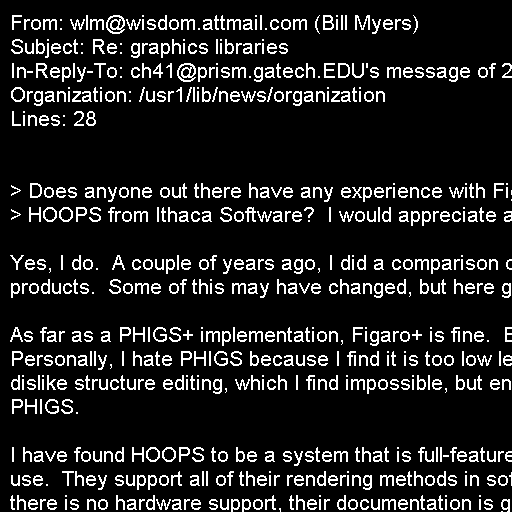 From: wlm@wisdom.attmail.com (Bill Myers)
Subject: Re: graphics libraries
In-Reply-To: ch41@prism.gatech.EDU's message of 2
Organization: /usr1/lib/news/organization
Lines: 28
> Does anyone out there have any experience with Fig
> HOOPS from Ithaca Software?  I would appreciate a
Yes, I do.  A couple of years ago, I did a comparison o
products.  Some of this may have changed, but here g
As far as a PHIGS+ implementation, Figaro+ is fine.
Personally, I hate PHIGS because I find it is too low le
dislike structure editing, which I find impossible, but en
PHIGS.
I have found HOOPS to be a system that is full-feature
use.  They support all of their rendering methods in sof
there is no hardware support, their documentation is g